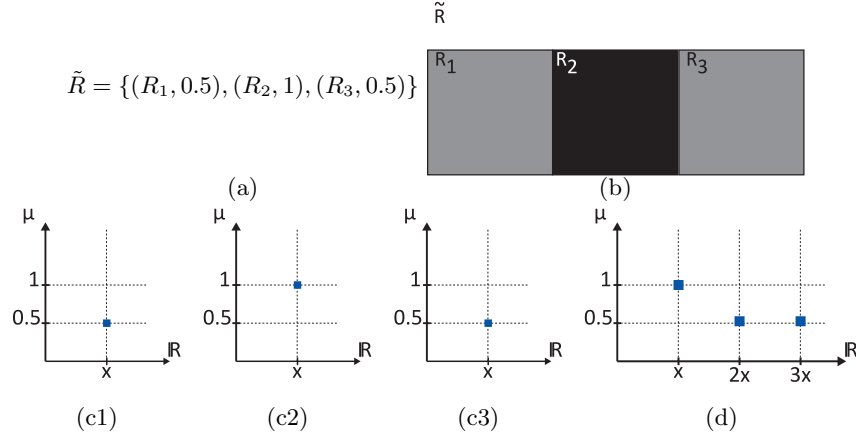 R̃
R̃ = {(R₁, 0.5), (R₂, 1), (R₃, 0.5)}
R₁ R₂ R₃
(a) (b)
μ μ μ μ
1 1 1 1
0.5 0.5 0.5 0.5
ℝ ℝ ℝ ℝ
x x x x 2x 3x
(c1) (c2) (c3) (d)